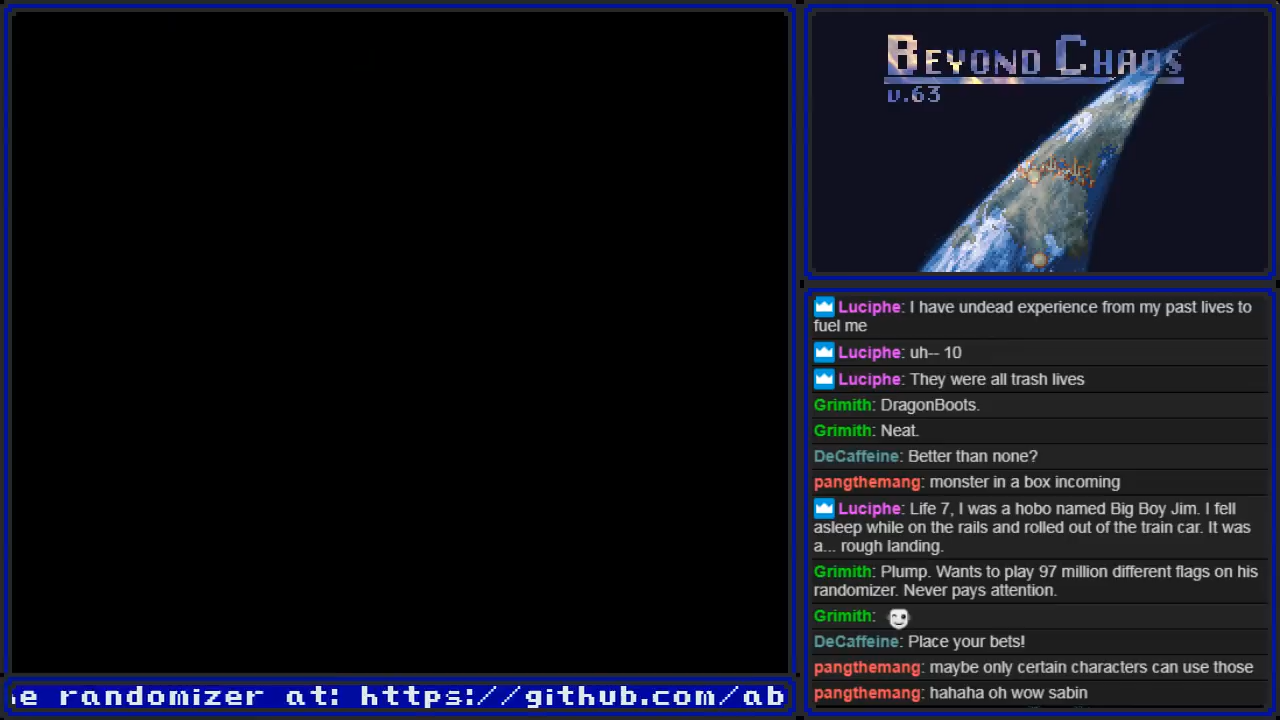 BEYOND CHAOS
v.63
Luciphe: I have undead experience from my past lives to
fuel me
Luciphe: uh-- 10
Luciphe: They were all trash lives
Grimith: DragonBoots.
Grimith: Neat.
DeCaffeine: Better than none?
pangthemang: monster in a box incoming
Luciphe: Life 7, I was a hobo named Big Boy Jim. I fell
asleep while on the rails and rolled out of the train car. It was
a... rough landing.
Grimith: Plump. Wants to play 97 million different flags on his
randomizer. Never pays attention.
Grimith:
DeCaffeine: Place your bets!
pangthemang: maybe only certain characters can use those
pangthemang: hahaha oh wow sabin
e randomizer at: https://github.com/ab